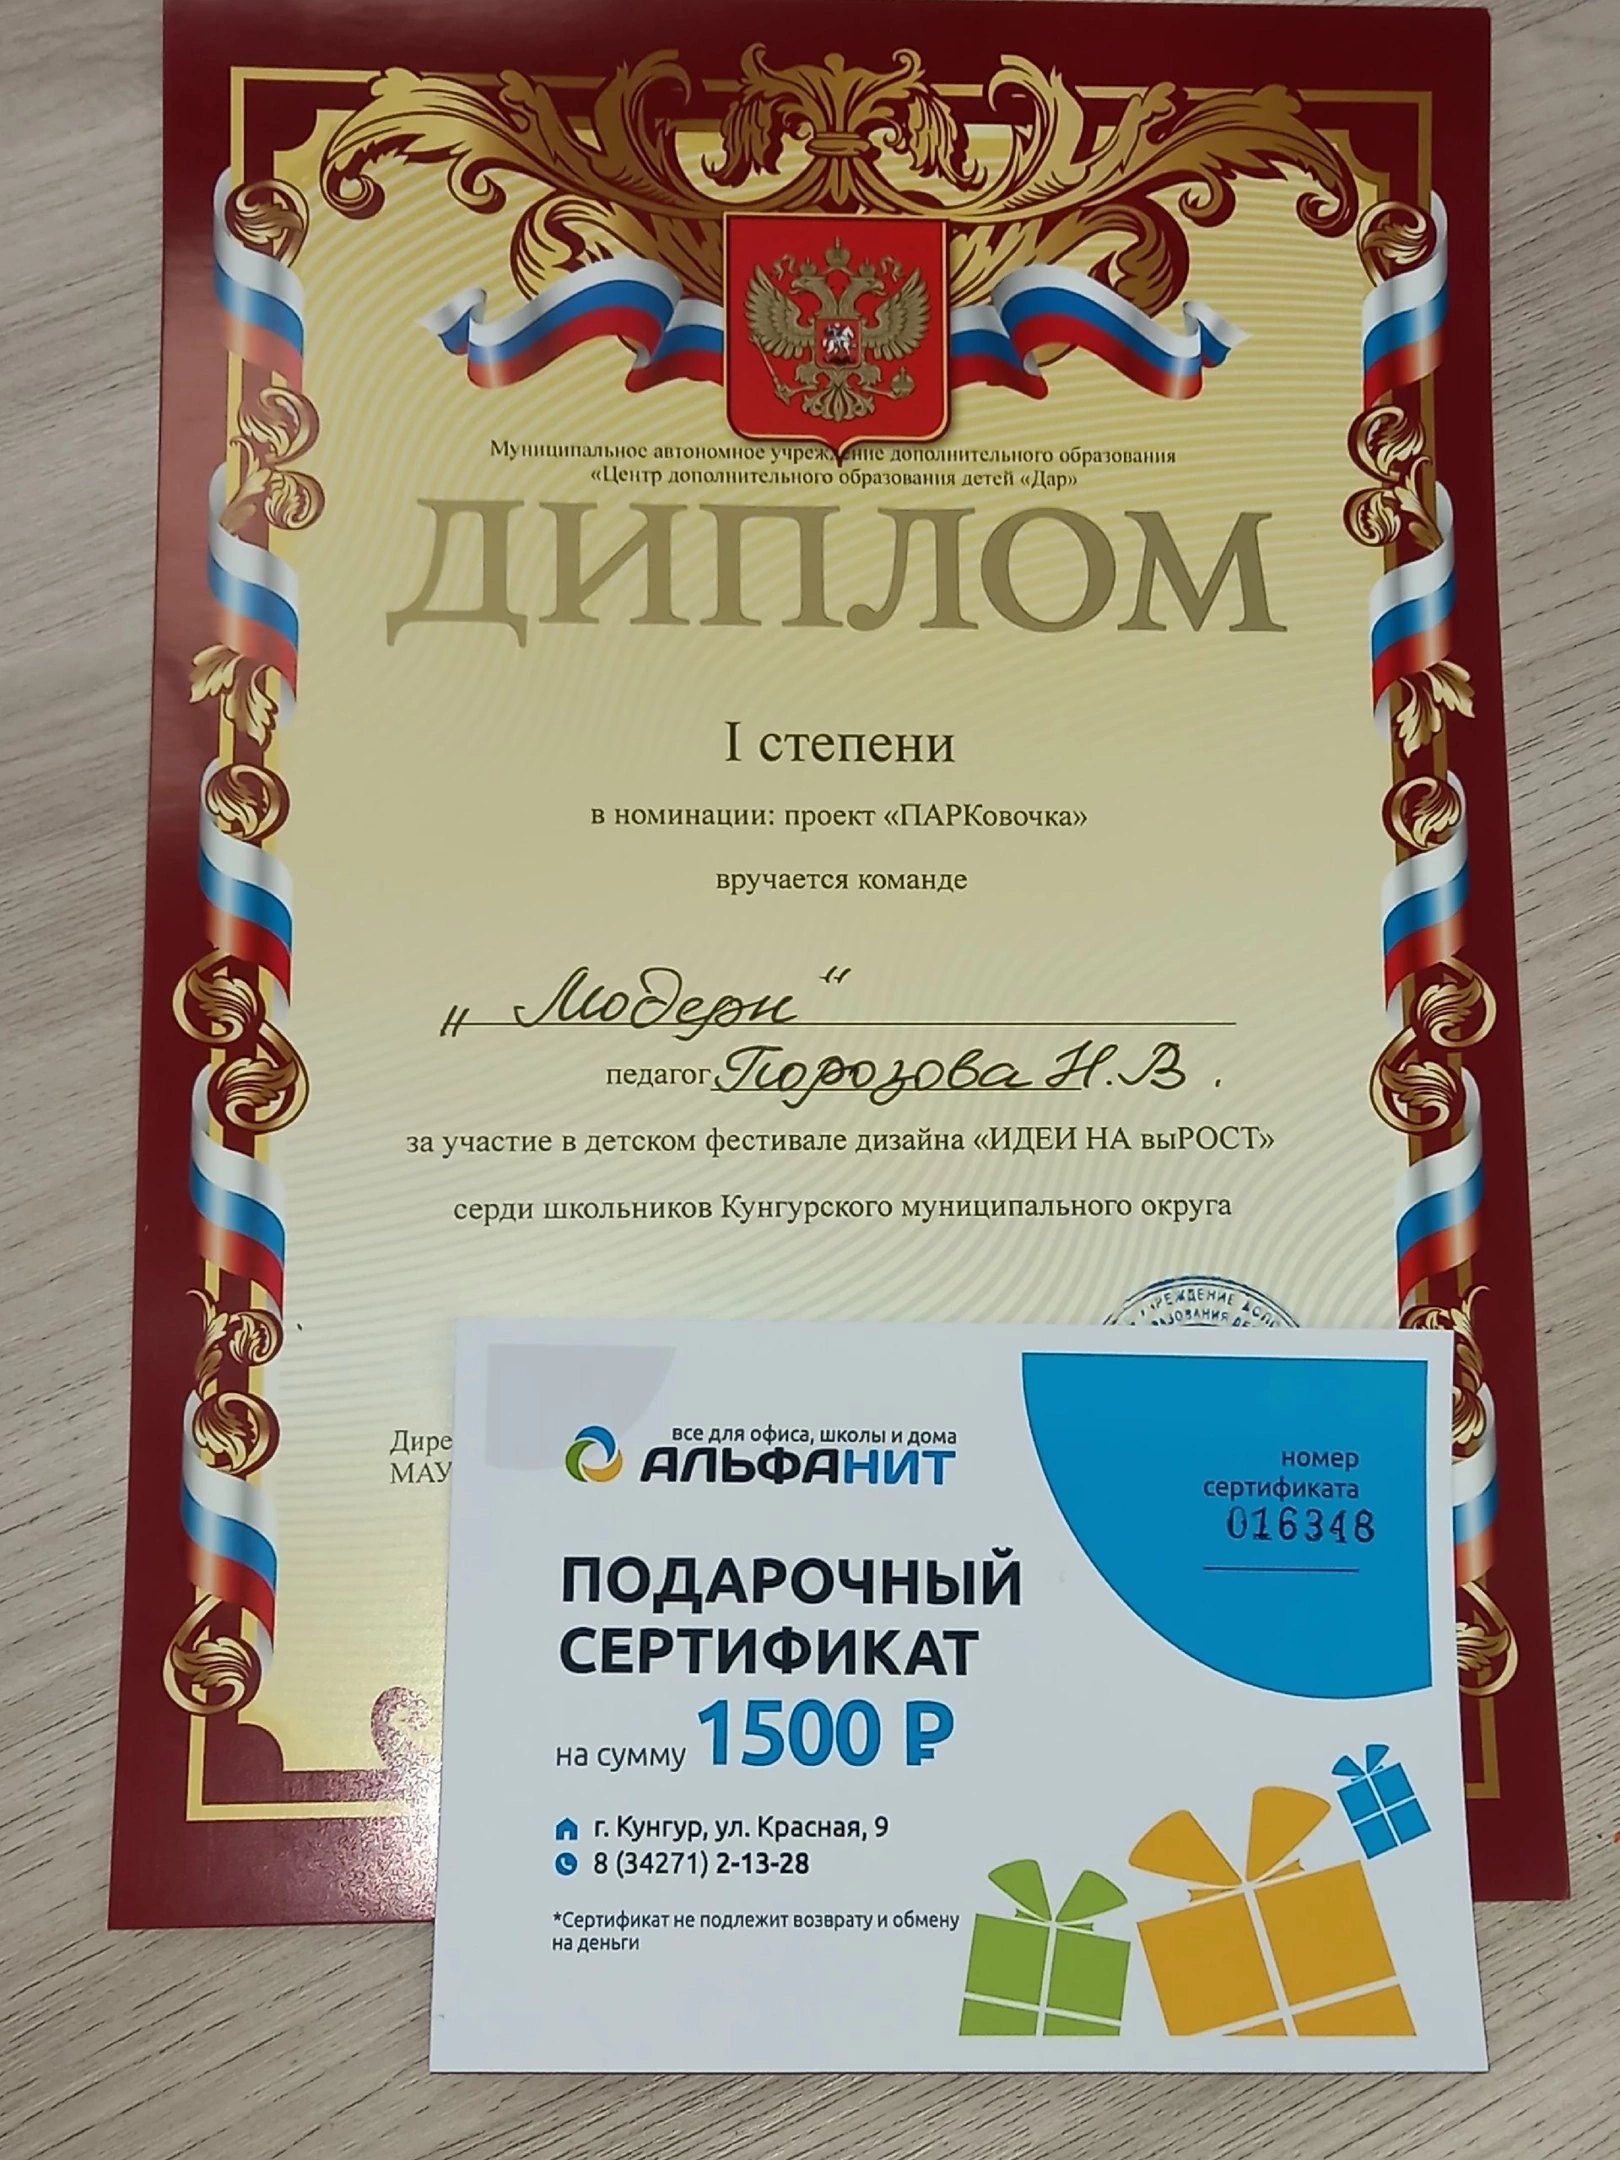 Муниципальное автономное учреждение дополнительного образования
«Центр дополнительного образования детей «Дар»
ДИПЛОМ
I степени
в номинации: проект «ПАРКовочка»
вручается команде
„ Модерн “
педагог Порозова Н.В.
за участие в детском фестивале дизайна «ИДЕИ НА выРОСТ»
серди школьников Кунгурского муниципального округа
Дире
МАУ
все для офиса, школы и дома
АЛЬФАНИТ
номер
сертификата
016348
ПОДАРОЧНЫЙ
СЕРТИФИКАТ
на сумму 1500 ₽
г. Кунгур, ул. Красная, 9
8 (34271) 2-13-28
*Сертификат не подлежит возврату и обмену
на деньги